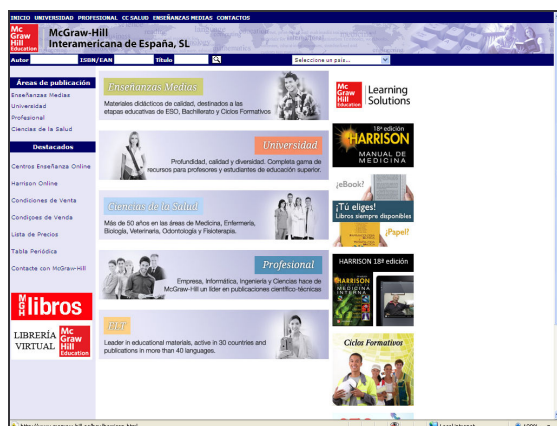 INICIO UNIVERSIDAD PROFESIONAL CC SALUD ENSEÑANZAS MEDIAS CONTACTOS
Mc
Graw
Hill
Education
McGraw-Hill
Interamericana de España, SL
Autor ISBN/EAN Título Seleccione un país...
Áreas de publicación
Enseñanzas Medias
Universidad
Profesional
Ciencias de la Salud
Destacados
Centros Enseñanza Online
Harrison Online
Condiciones de Venta
Condiçoes de Venda
Lista de Precios
Tabla Periódica
Contacte con McGraw-Hill
libros
LIBRERÍA
VIRTUAL
Mc
Graw
Hill
Education
Enseñanzas Medias
Materiales didácticos de calidad, destinados a las
etapas educativas de ESO, Bachillerato y Ciclos Formativos
Universidad
Profundidad, calidad y diversidad. Completa gama de
recursos para profesores y estudiantes de educación superior.
Ciencias de la Salud
Más de 50 años en las áreas de Medicina, Enfermería,
Biología, Veterinaria, Odontología y Fisioterapia.
Profesional
Empresa, Informática, Ingeniería y Ciencias hace de
McGraw-Hill un líder en publicaciones científico-técnicas
ELT
Leader in educational materials, active in 30 countries and
publications in more than 40 languages.
Mc
Graw
Hill
Education
Learning
Solutions
18ª edición
HARRISON
MANUAL DE
MEDICINA
¿eBook?
¡Tú eliges!
Libros siempre disponibles
¿Papel?
HARRISON 18ª edición
HARRISON
MEDICINA
INTERNA
Ciclos Formativos
Local intranet
100%